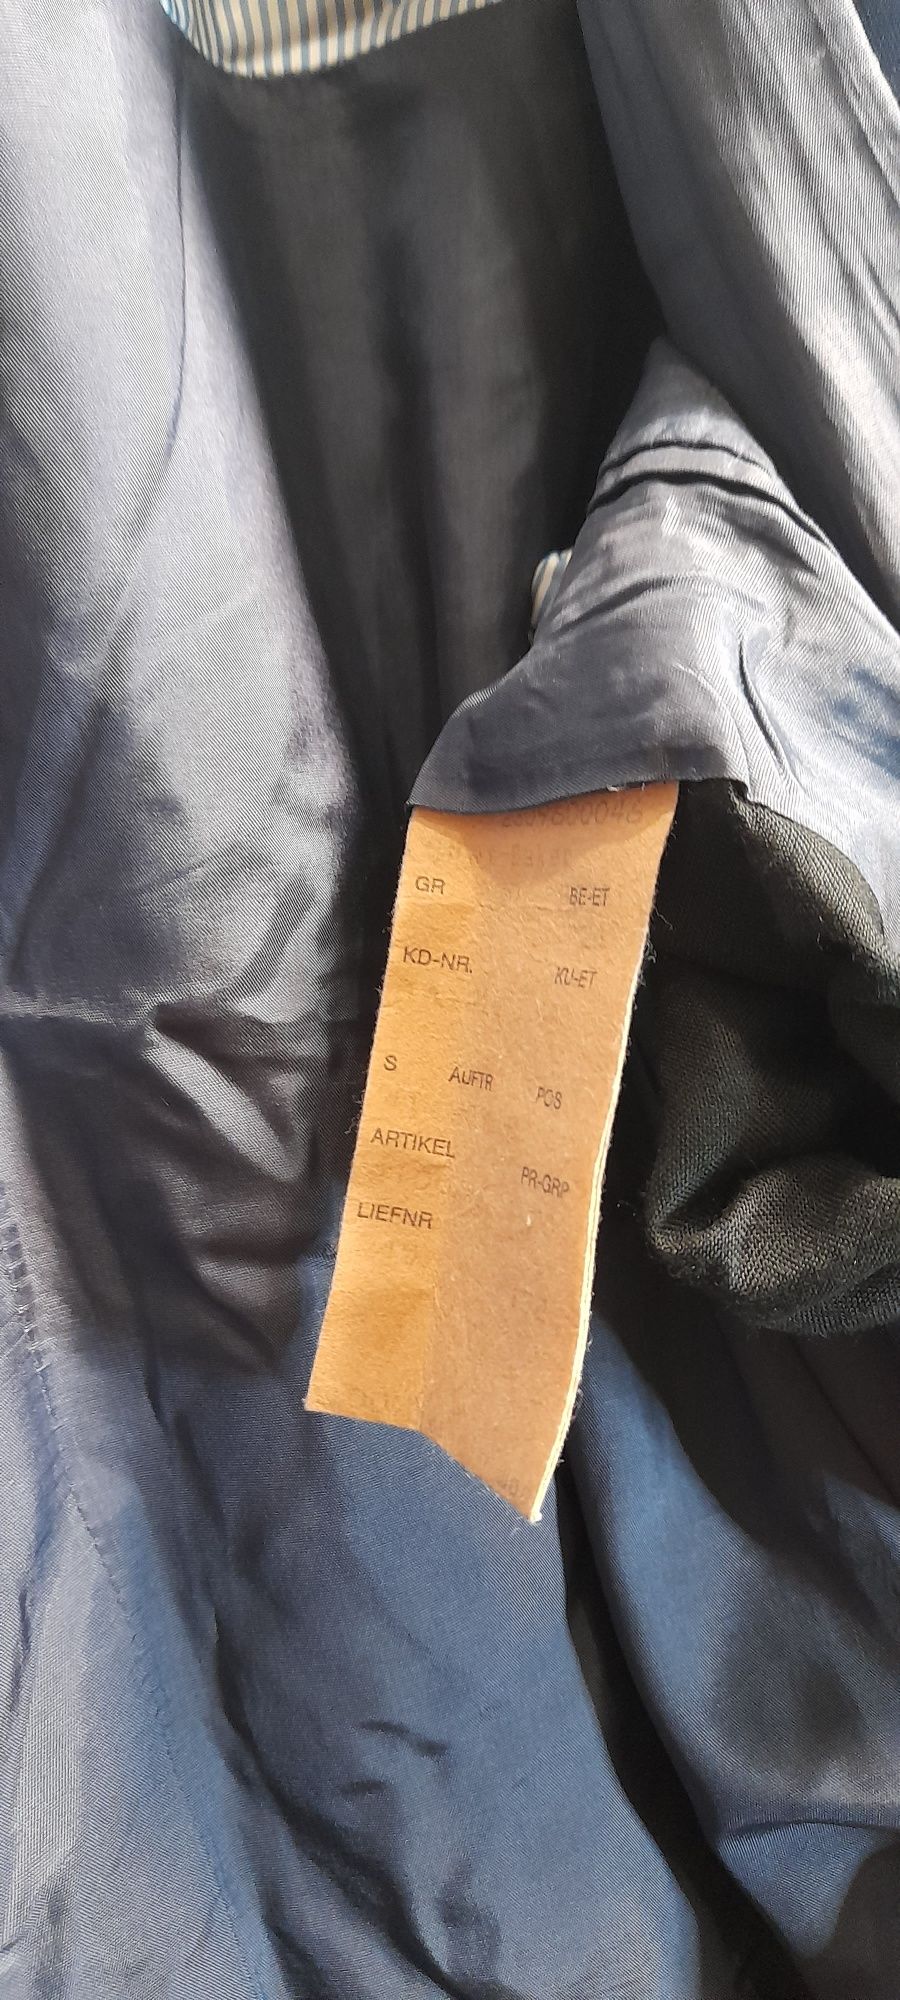 GR BE-ET
KD-NR. KU-ET
S AUFTR POS
ARTIKEL PR-GRP
LIEFNR